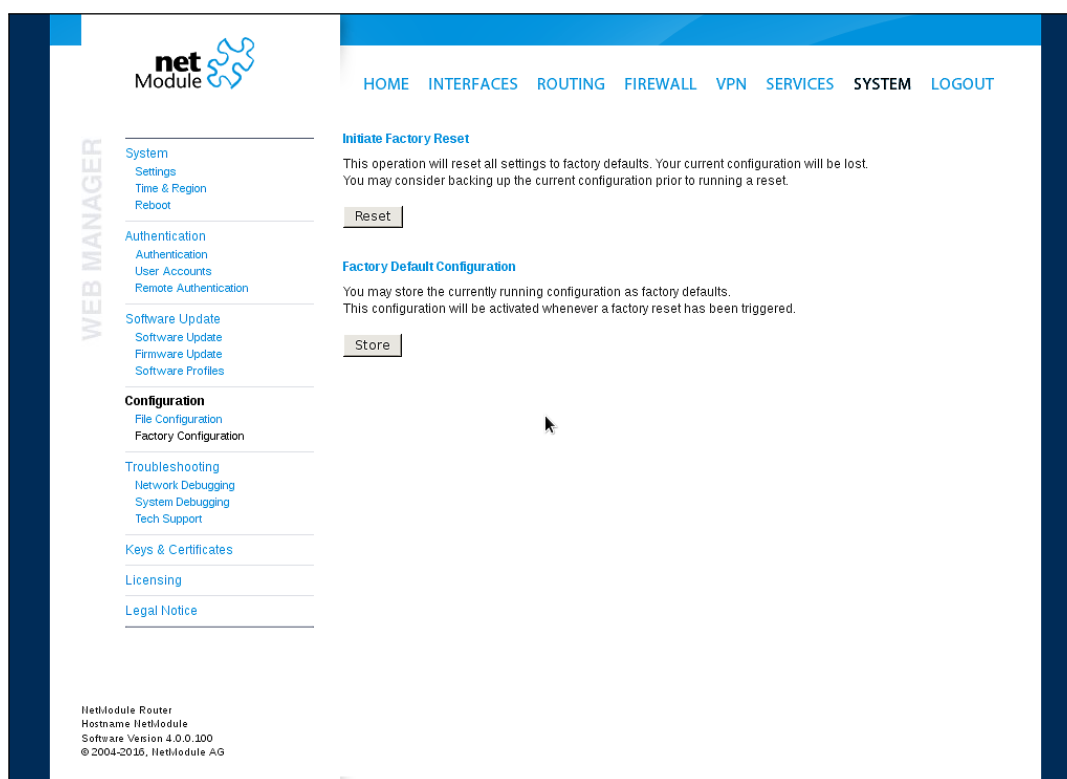 net
Module
HOME INTERFACES ROUTING FIREWALL VPN SERVICES SYSTEM LOGOUT
WEB MANAGER
System
Settings
Time & Region
Reboot
Authentication
Authentication
User Accounts
Remote Authentication
Software Update
Software Update
Firmware Update
Software Profiles
Configuration
File Configuration
Factory Configuration
Troubleshooting
Network Debugging
System Debugging
Tech Support
Keys & Certificates
Licensing
Legal Notice
Initiate Factory Reset
This operation will reset all settings to factory defaults. Your current configuration will be lost.
You may consider backing up the current configuration prior to running a reset.
Reset
Factory Default Configuration
You may store the currently running configuration as factory defaults.
This configuration will be activated whenever a factory reset has been triggered.
Store
NetModule Router
Hostname NetModule
Software Version 4.0.0.100
© 2004-2016, NetModule AG